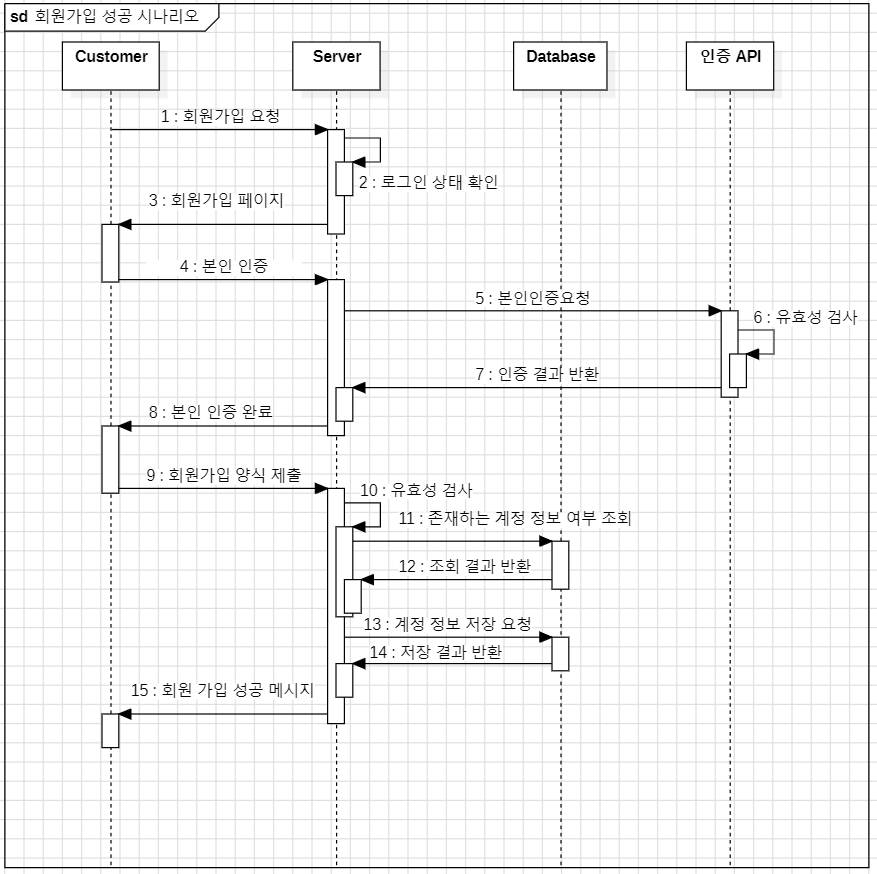 sd 회원가입 성공 시나리오
Customer
Server
Database
인증 API
1 : 회원가입 요청
2 : 로그인 상태 확인
3 : 회원가입 페이지
4 : 본인 인증
5 : 본인인증요청
6 : 유효성 검사
7 : 인증 결과 반환
8 : 본인 인증 완료
9 : 회원가입 양식 제출
10 : 유효성 검사
11 : 존재하는 계정 정보 여부 조회
12 : 조회 결과 반환
13 : 계정 정보 저장 요청
14 : 저장 결과 반환
15 : 회원 가입 성공 메시지